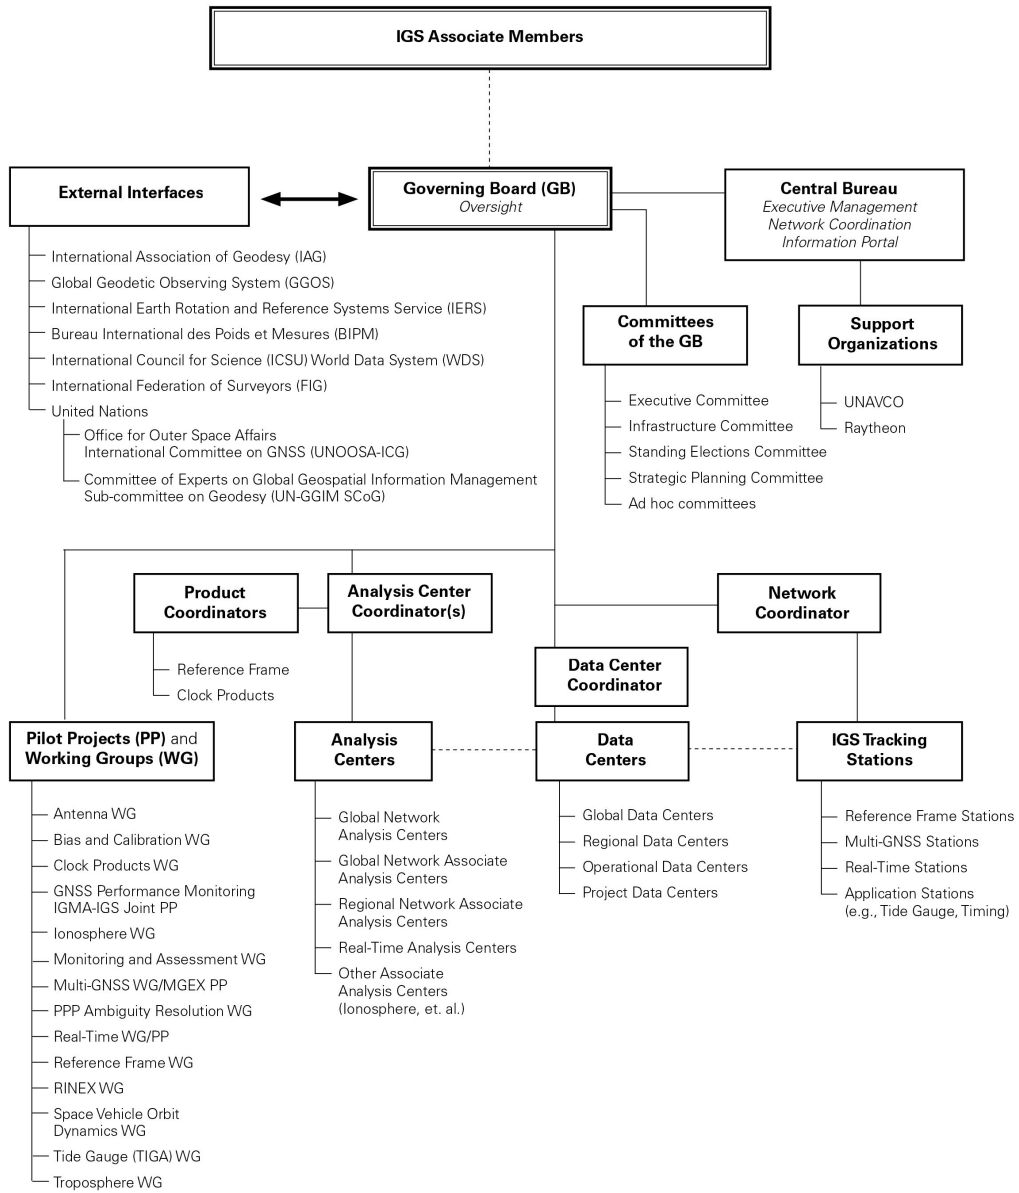 IGS Associate Members
External Interfaces
Governing Board (GB)
Oversight
Central Bureau
Executive Management
Network Coordination
Information Portal
International Association of Geodesy (IAG)
Global Geodetic Observing System (GGOS)
International Earth Rotation and Reference Systems Service (IERS)
Bureau International des Poids et Mesures (BIPM)
International Council for Science (ICSU) World Data System (WDS)
International Federation of Surveyors (FIG)
United Nations
Office for Outer Space Affairs
International Committee on GNSS (UNOOSA-ICG)
Committee of Experts on Global Geospatial Information Management
Sub-committee on Geodesy (UN-GGIM SCoG)
Committees
of the GB
Executive Committee
Infrastructure Committee
Standing Elections Committee
Strategic Planning Committee
Ad hoc committees
Support
Organizations
UNAVCO
Raytheon
Product
Coordinators
Reference Frame
Clock Products
Analysis Center
Coordinator(s)
Network
Coordinator
Data Center
Coordinator
Pilot Projects (PP) and
Working Groups (WG)
Antenna WG
Bias and Calibration WG
Clock Products WG
GNSS Performance Monitoring
IGMA-IGS Joint PP
Ionosphere WG
Monitoring and Assessment WG
Multi-GNSS WG/MGEX PP
PPP Ambiguity Resolution WG
Real-Time WG/PP
Reference Frame WG
RINEX WG
Space Vehicle Orbit
Dynamics WG
Tide Gauge (TIGA) WG
Troposphere WG
Analysis
Centers
Global Network
Analysis Centers
Global Network Associate
Analysis Centers
Regional Network Associate
Analysis Centers
Real-Time Analysis Centers
Other Associate
Analysis Centers
(Ionosphere, et. al.)
Data
Centers
Global Data Centers
Regional Data Centers
Operational Data Centers
Project Data Centers
IGS Tracking
Stations
Reference Frame Stations
Multi-GNSS Stations
Real-Time Stations
Application Stations
(e.g., Tide Gauge, Timing)